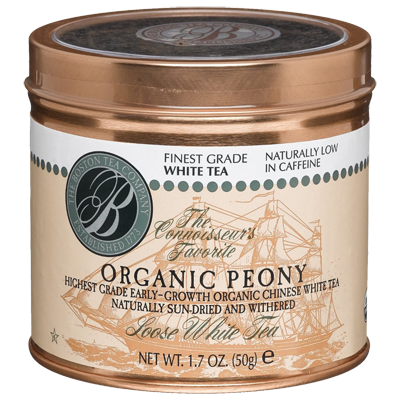 B
FINEST GRADE
WHITE TEA
NATURALLY LOW
IN CAFFEINE
THE BOSTON TEA COMPANY
B
ESTABLISHED 1773
The
Connoisseur's
Favorite
ORGANIC PEONY
HIGHEST GRADE EARLY-GROWTH ORGANIC CHINESE WHITE TEA
NATURALLY SUN-DRIED AND WITHERED
Loose White Tea
NET WT. 1.7 OZ. (50g) e